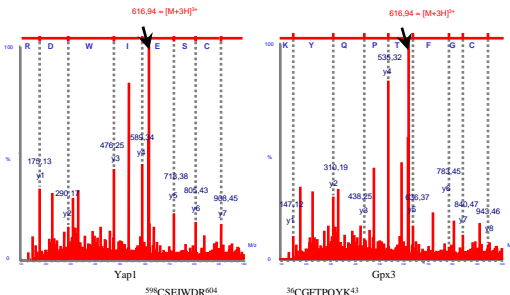 616,94 = [M+3H]³⁺
616,94 = [M+3H]³⁺
R D W I E S C
K Y Q P T F G C
100
%
0
175,13
y1
290,17
y2
476,25
y3
589,34
y4
718,38
y5
805,43
y6
908,45
y7
M/z
100
%
0
147,12
y1
310,19
y2
438,25
y3
535,32
y4
636,37
y5
783,45
y6
840,47
y7
943,46
y8
M/
Yap1
Gpx3
⁵⁹⁸CSEIWDR⁶⁰⁴
³⁶CGFTPQYK⁴³